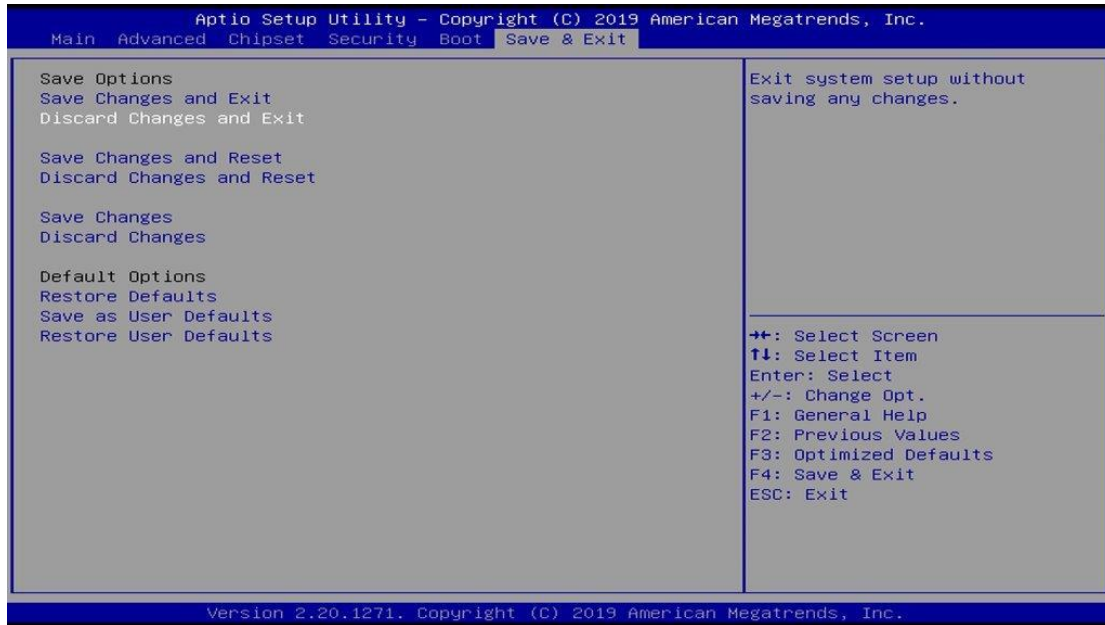 Aptio Setup Utility - Copyright (C) 2019 American Megatrends, Inc.
Main Advanced Chipset Security Boot Save & Exit
Save Options
Save Changes and Exit
Discard Changes and Exit
Save Changes and Reset
Discard Changes and Reset
Save Changes
Discard Changes
Default Options
Restore Defaults
Save as User Defaults
Restore User Defaults
Exit system setup without
saving any changes.
→←: Select Screen
↑↓: Select Item
Enter: Select
+/-: Change Opt.
F1: General Help
F2: Previous Values
F3: Optimized Defaults
F4: Save & Exit
ESC: Exit
Version 2.20.1271. Copyright (C) 2019 American Megatrends, Inc.